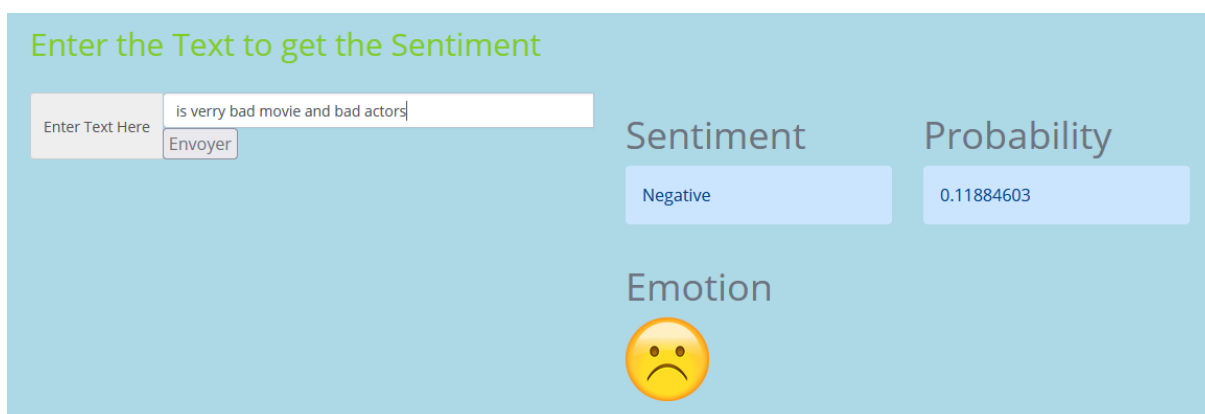 Enter the Text to get the Sentiment
Enter Text Here
is verry bad movie and bad actors
Envoyer
Sentiment
Negative
Probability
0.11884603
Emotion